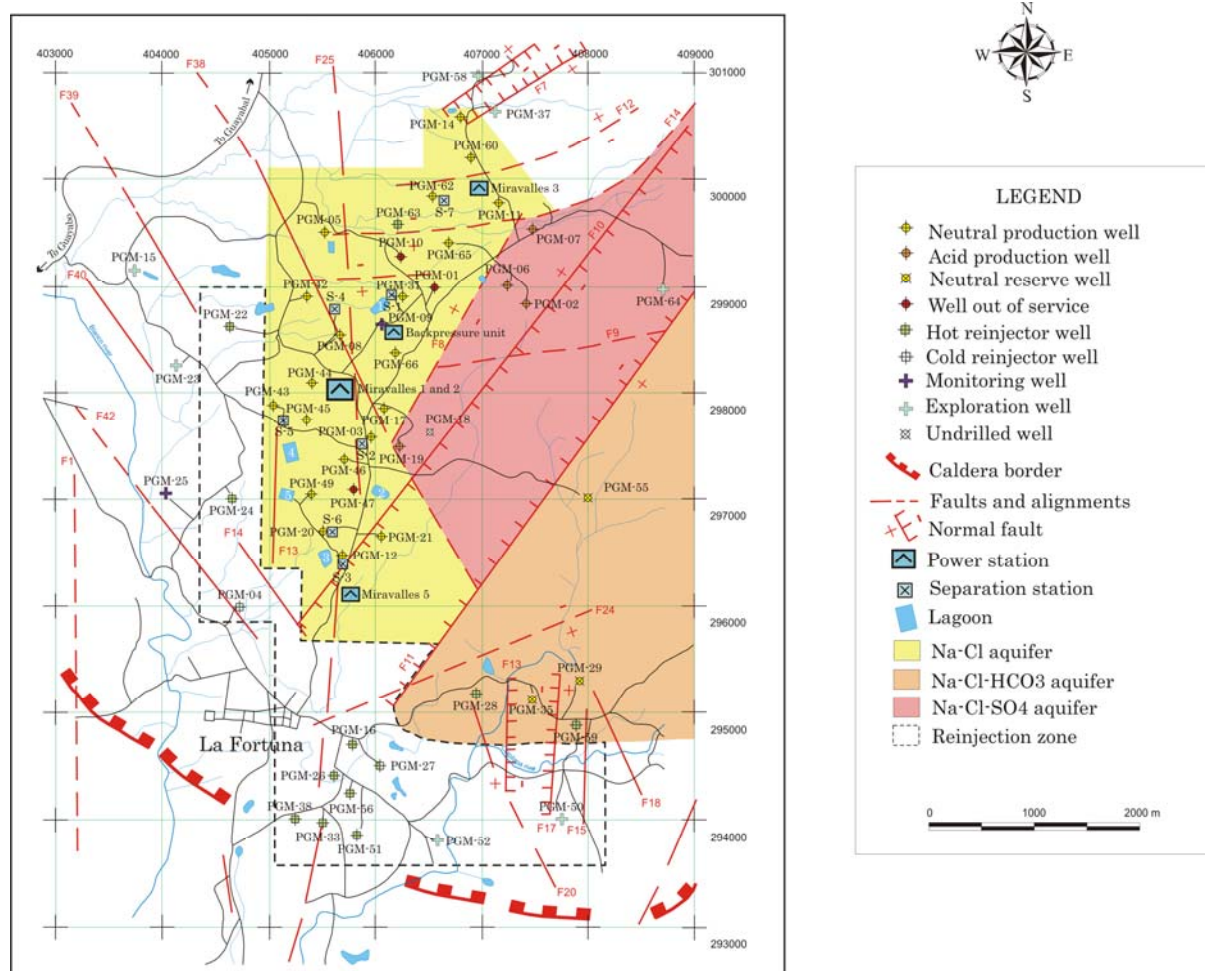 403000 404000 405000 406000 407000 408000 409000
301000
300000
299000
298000
297000
296000
295000
294000
293000
N
W E
S
F38
F25
PGM-58
F7
F39
To Guayabal
PGM-14
PGM-37
F12
F14
PGM-60
PGM-62
Miravalles 3
S-7
PGM-11
To Guayabo
PGM-05
PGM-63
PGM-10
PGM-65
PGM-07
F10
F40
PGM-15
PGM-01
PGM-06
PGM-42
PGM-31
S-4
S-1
PGM-02
PGM-64
PGM-22
PGM-09
Backpressure unit
PGM-08
F8
F9
PGM-66
PGM-23
PGM-44
Miravalles 1 and 2
PGM-43
F42
PGM-45
PGM-17
PGM-18
PGM-03
S-5
S-2
PGM-19
F1
4
PGM-46
PGM-25
PGM-49
PGM-55
5
2
PGM-47
PGM-24
S-6
F14
PGM-20
PGM-21
F13
3
PGM-12
S-3
PGM-04
Miravalles 5
F24
F11
F13
PGM-29
PGM-28
PGM-35
La Fortuna
PGM-16
PGM-59
PGM-27
PGM-26
PGM-38
PGM-56
PGM-50
F18
PGM-33
F17
F15
PGM-51
PGM-52
F20
LEGEND
Neutral production well
Acid production well
Neutral reserve well
Well out of service
Hot reinjector well
Cold reinjector well
Monitoring well
Exploration well
Undrilled well
Caldera border
Faults and alignments
Normal fault
Power station
Separation station
Lagoon
Na-Cl aquifer
Na-Cl-HCO3 aquifer
Na-Cl-SO4 aquifer
Reinjection zone
0 1000 2000 m